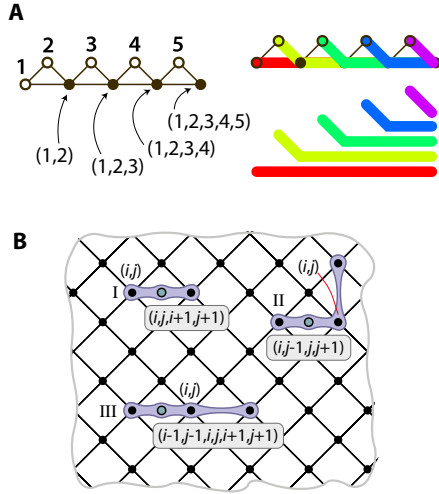 A
2 3 4 5
1
(1,2,3,4,5)
(1,2) (1,2,3) (1,2,3,4)
B
(i,j) (i,j)
I II
(i,j,i+1,j+1)
(i,j-1,j,j+1)
(i,j)
III
(i-1,j-1,i,j,i+1,j+1)